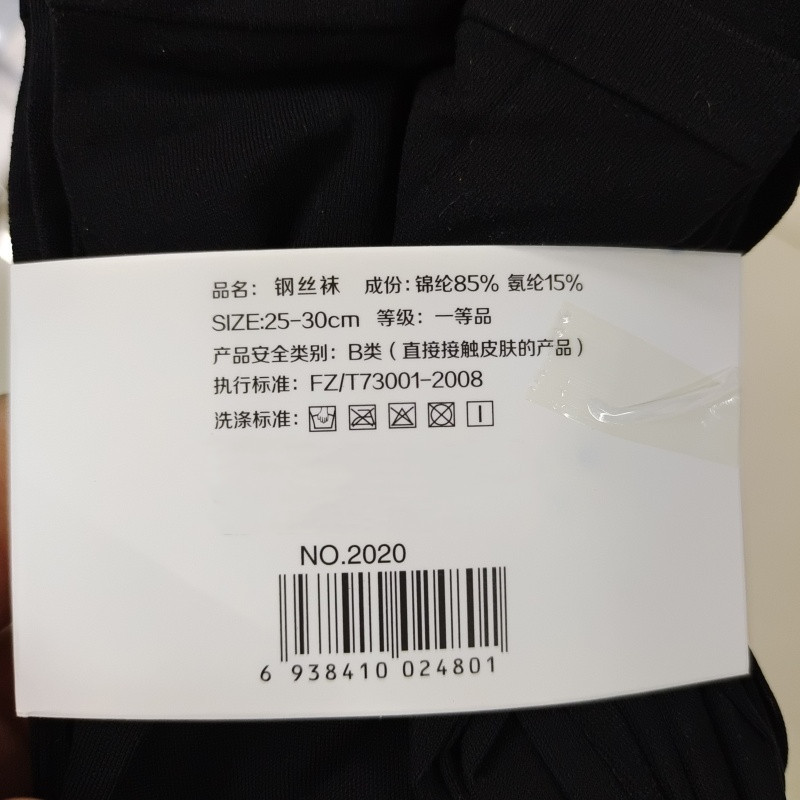 品名： 钢丝袜 成份：锦纶85% 氨纶15%
SIZE:25-30cm 等级： 一等品
产品安全类别： B类（直接接触皮肤的产品）
执行标准： FZ/T73001-2008
洗涤标准：
NO.2020
6 938410 024801